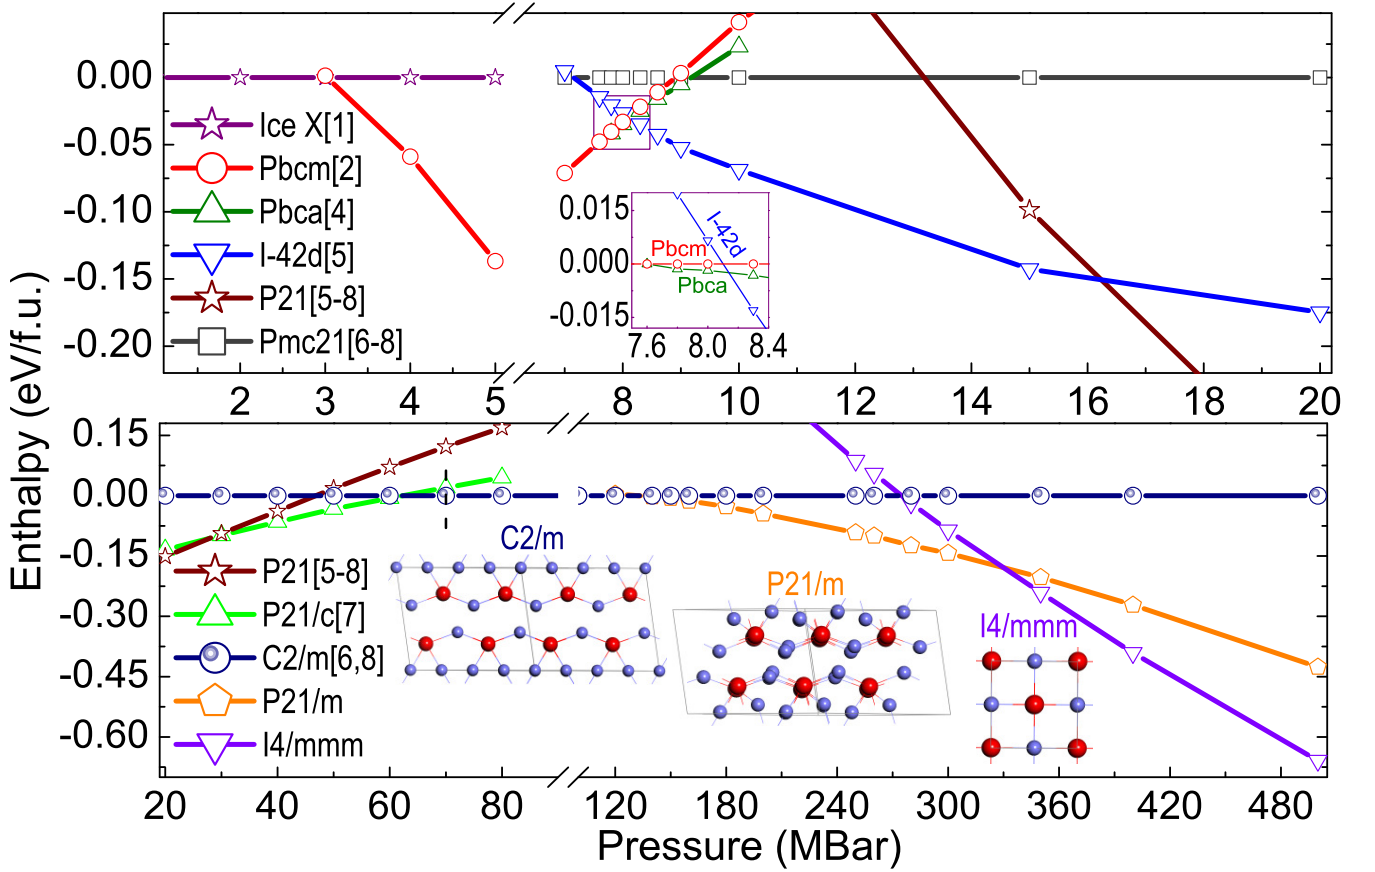 Enthalpy (eV/f.u.)
0.00
-0.05
-0.10
-0.15
-0.20
Ice X[1]
Pbcm[2]
Pbca[4]
I-42d[5]
P21[5-8]
Pmc21[6-8]
0.015
0.000
-0.015
I-42d
Pbcm
Pbca
7.6 8.0 8.4
2 3 4 5 8 10 12 14 16 18 20
0.15
0.00
-0.15
-0.30
-0.45
-0.60
P21[5-8]
P21/c[7]
C2/m[6,8]
P21/m
I4/mmm
C2/m
P21/m
I4/mmm
20 40 60 80 120 180 240 300 360 420 480
Pressure (MBar)